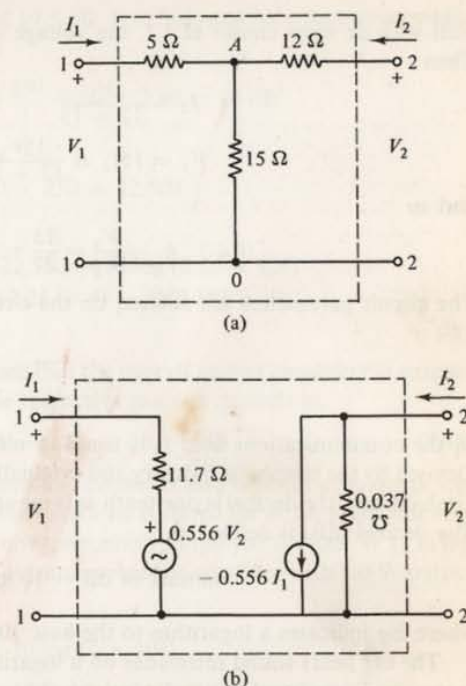 I₁ I₂
5 Ω A 12 Ω
1 2
+ +
V₁ 15 Ω V₂
1 0 2
(a)
I₁ I₂
1 2
+ +
11.7 Ω 0.037
V₁ ℧ V₂
+ 0.556 V₂
− 0.556 I₁
1 2
(b)